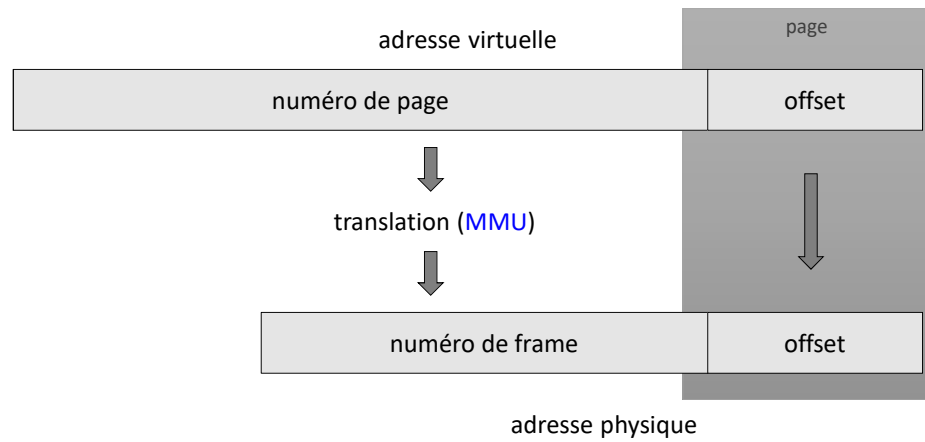 page
adresse virtuelle
numéro de page offset
translation (MMU)
numéro de frame offset
adresse physique